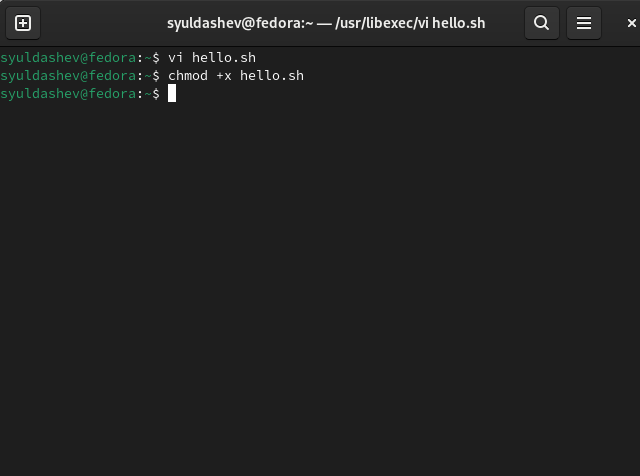 syuldashev@fedora:~ — /usr/libexec/vi hello.sh
syuldashev@fedora:~$ vi hello.sh
syuldashev@fedora:~$ chmod +x hello.sh
syuldashev@fedora:~$